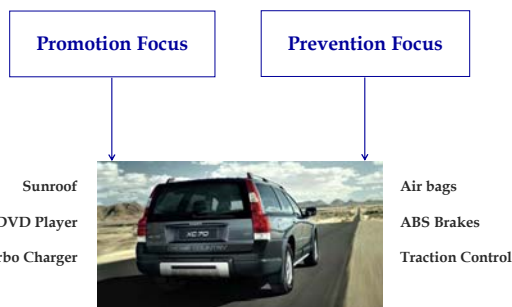 Promotion Focus
Prevention Focus
Sunroof
DVD Player
rbo Charger
Air bags
ABS Brakes
Traction Control
XC70